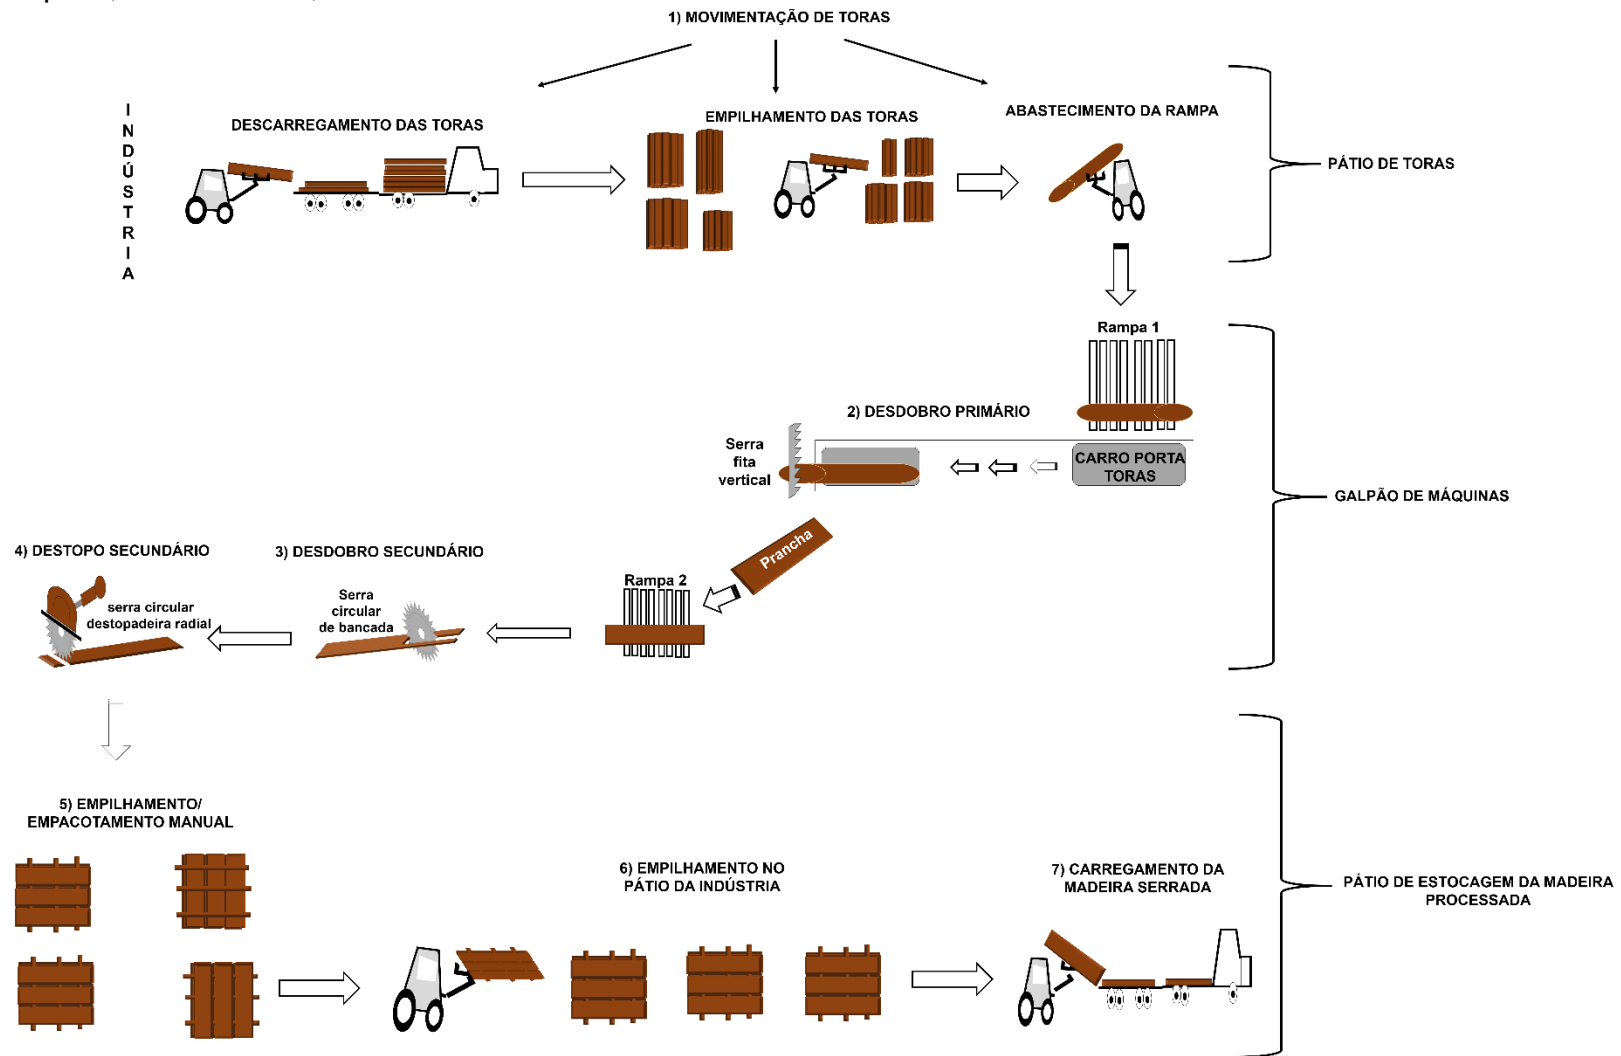 1) MOVIMENTAÇÃO DE TORAS
INDÚSTRIA
DESCARREGAMENTO DAS TORAS
EMPILHAMENTO DAS TORAS
ABASTECIMENTO DA RAMPA
PÁTIO DE TORAS
Rampa 1
2) DESDOBRO PRIMÁRIO
Serra
fita
vertical
CARRO PORTA
TORAS
GALPÃO DE MÁQUINAS
Prancha
Rampa 2
3) DESDOBRO SECUNDÁRIO
Serra
circular
de bancada
4) DESTOPO SECUNDÁRIO
serra circular
destopadeira radial
5) EMPILHAMENTO/
EMPACOTAMENTO MANUAL
6) EMPILHAMENTO NO
PÁTIO DA INDÚSTRIA
7) CARREGAMENTO DA
MADEIRA SERRADA
PÁTIO DE ESTOCAGEM DA MADEIRA
PROCESSADA